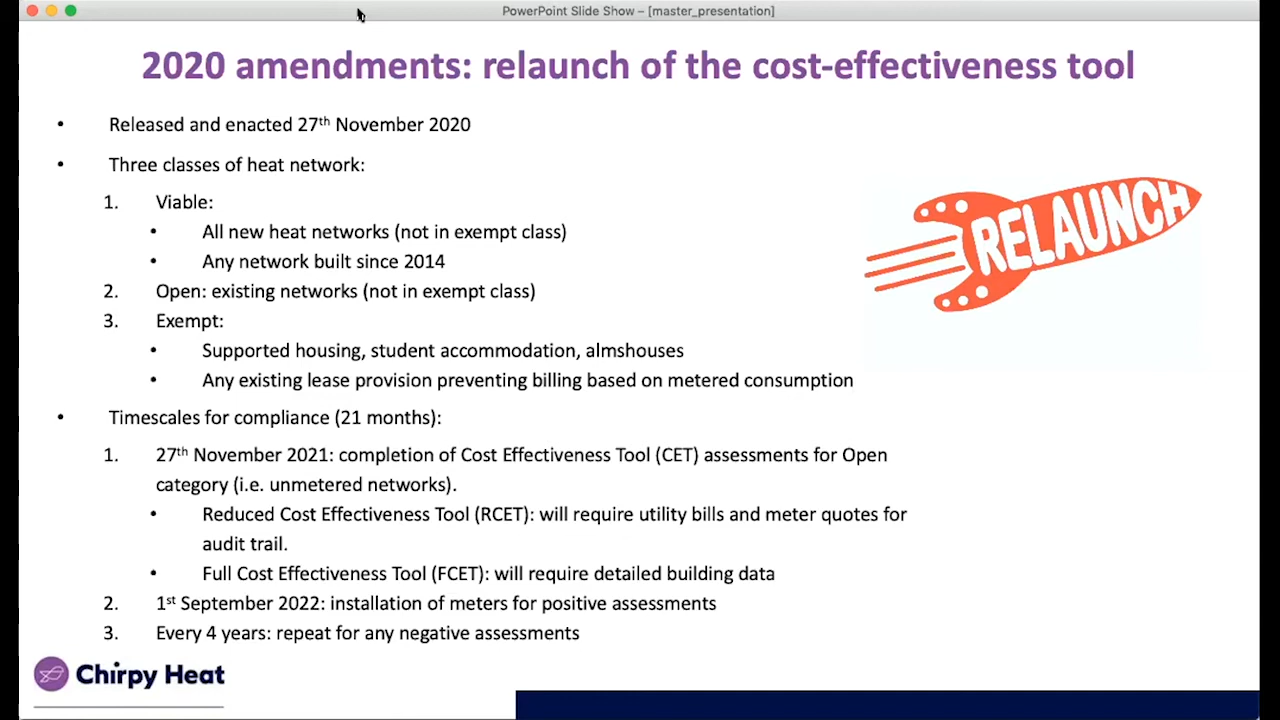 PowerPoint Slide Show – [master_presentation]
2020 amendments: relaunch of the cost-effectiveness tool
• Released and enacted 27th November 2020
• Three classes of heat network:
1. Viable:
• All new heat networks (not in exempt class)
• Any network built since 2014
2. Open: existing networks (not in exempt class)
3. Exempt:
• Supported housing, student accommodation, almshouses
• Any existing lease provision preventing billing based on metered consumption
RELAUNCH
• Timescales for compliance (21 months):
1. 27th November 2021: completion of Cost Effectiveness Tool (CET) assessments for Open
category (i.e. unmetered networks).
• Reduced Cost Effectiveness Tool (RCET): will require utility bills and meter quotes for
audit trail.
• Full Cost Effectiveness Tool (FCET): will require detailed building data
2. 1st September 2022: installation of meters for positive assessments
3. Every 4 years: repeat for any negative assessments
Chirpy Heat